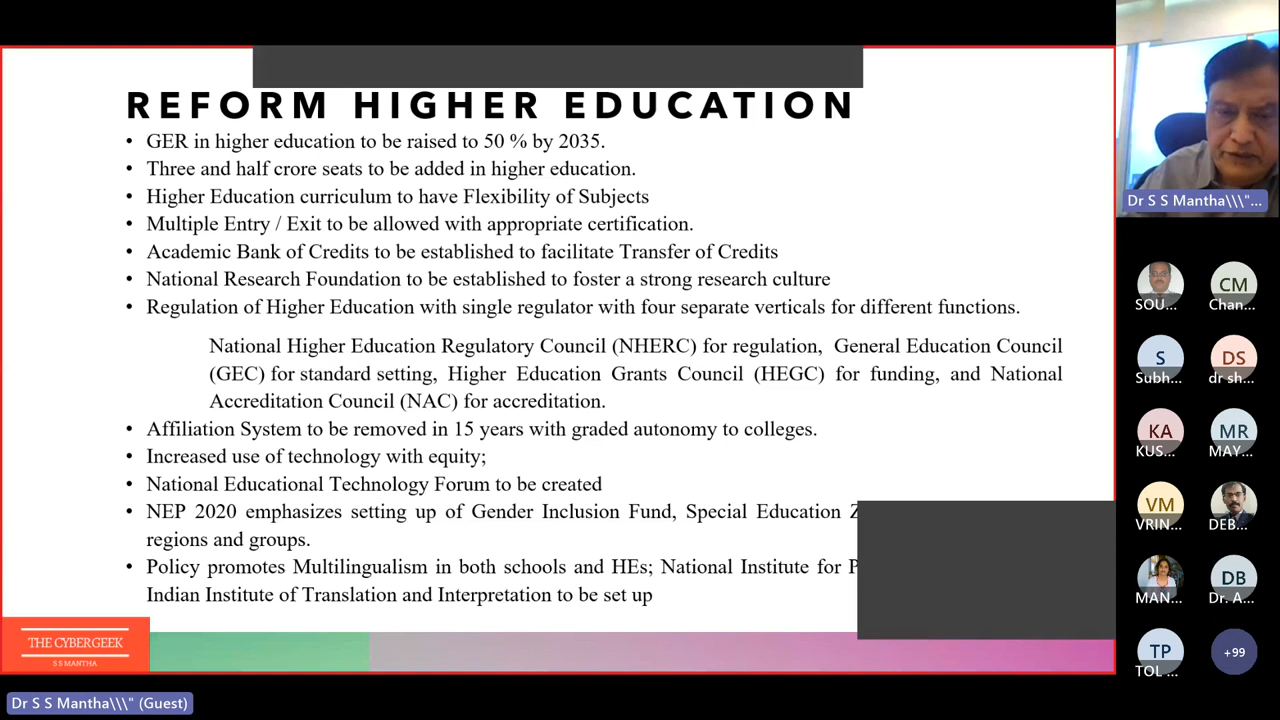 REFORM HIGHER EDUCATION
• GER in higher education to be raised to 50 % by 2035.
• Three and half crore seats to be added in higher education.
• Higher Education curriculum to have Flexibility of Subjects
• Multiple Entry / Exit to be allowed with appropriate certification.
• Academic Bank of Credits to be established to facilitate Transfer of Credits
• National Research Foundation to be established to foster a strong research culture
• Regulation of Higher Education with single regulator with four separate verticals for different functions.
National Higher Education Regulatory Council (NHERC) for regulation, General Education Council
(GEC) for standard setting, Higher Education Grants Council (HEGC) for funding, and National
Accreditation Council (NAC) for accreditation.
• Affiliation System to be removed in 15 years with graded autonomy to colleges.
• Increased use of technology with equity;
• National Educational Technology Forum to be created
• NEP 2020 emphasizes setting up of Gender Inclusion Fund, Special Education
regions and groups.
• Policy promotes Multilingualism in both schools and HEs; National Institute for
Indian Institute of Translation and Interpretation to be set up
THE CYBERGEEK
S S MANTHA
Dr S S Mantha\\\" (Guest)
Dr S S Mantha\\\"...
SOU...
CM
Chan...
S
Subh...
DS
dr sh...
KA
KUS...
MR
MAY...
VM
VRIN...
DEB...
MAN...
DB
Dr. A...
TP
TOL ...
+99